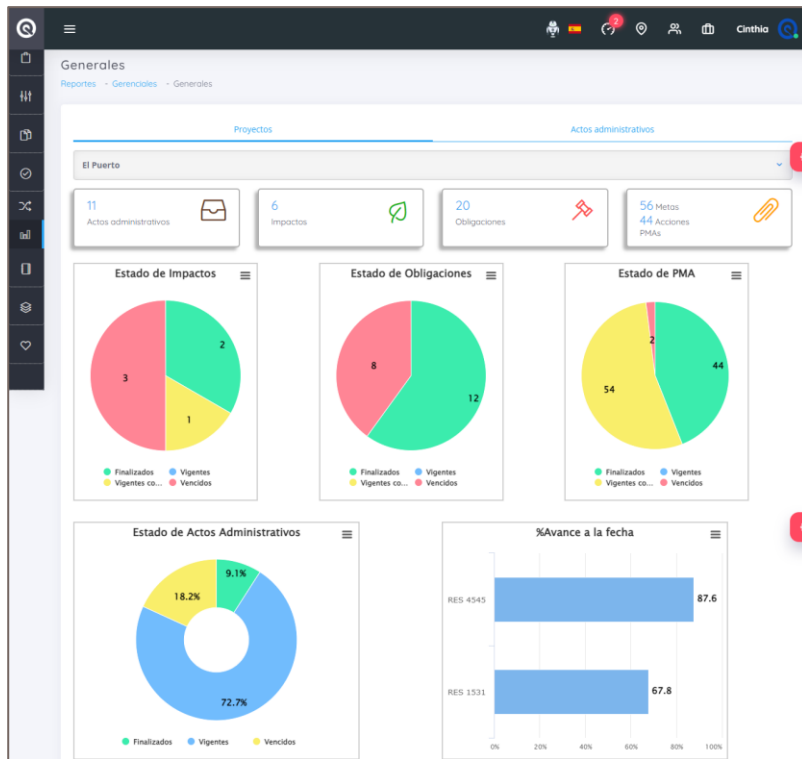 2
Cinthia
Generales
Reportes - Gerenciales - Generales
Proyectos
Actos administrativos
El Puerto
11
Actos administrativos
6
Impactos
20
Obligaciones
56 Metas
44 Acciones
PMAs
Estado de Impactos
2
3
1
Finalizados Vigentes
Vigentes co... Vencidos
Estado de Obligaciones
8
12
Finalizados Vigentes
Vigentes co... Vencidos
Estado de PMA
2
44
54
Finalizados Vigentes
Vigentes co... Vencidos
Estado de Actos Administrativos
9.1%
18.2%
72.7%
Finalizados Vigentes Vencidos
%Avance a la fecha
RES 4545 87.6
RES 1531 67.8
0% 20% 40% 60% 80% 100%